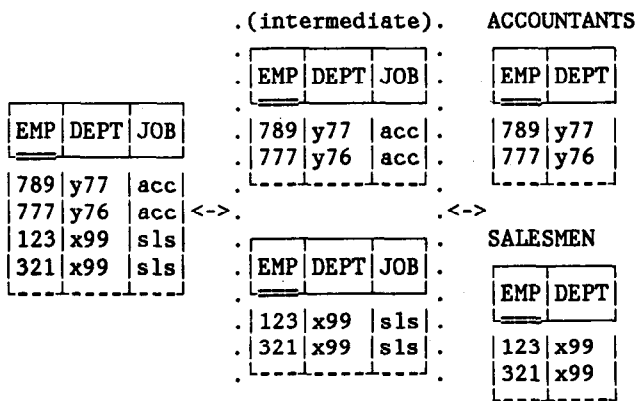 EMP DEPT JOB
789 y77 acc
777 y76 acc
123 x99 sls
321 x99 sls
<->
.(intermediate).
EMP DEPT JOB
789 y77 acc
777 y76 acc
EMP DEPT JOB
123 x99 sls
321 x99 sls
<->
ACCOUNTANTS
EMP DEPT
789 y77
777 y76
SALESMEN
EMP DEPT
123 x99
321 x99